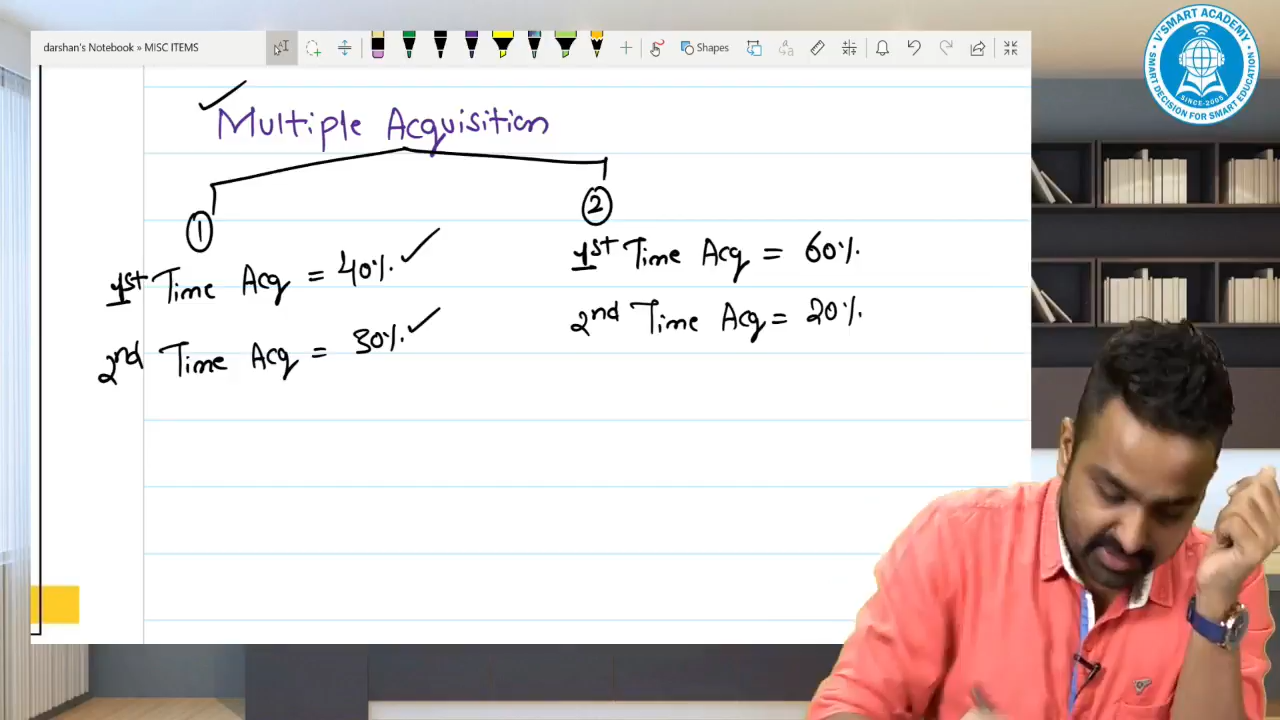 darshan's Notebook » MISC ITEMS
Shapes
V'SMART ACADEMY
SMART DECISION FOR SMART EDUCATION
SINCE-2005
Multiple Acquisition
1
1st Time Acq = 40%.
2nd Time Acq = 30%.
2
1st Time Acq = 60%.
2nd Time Acq = 20%.